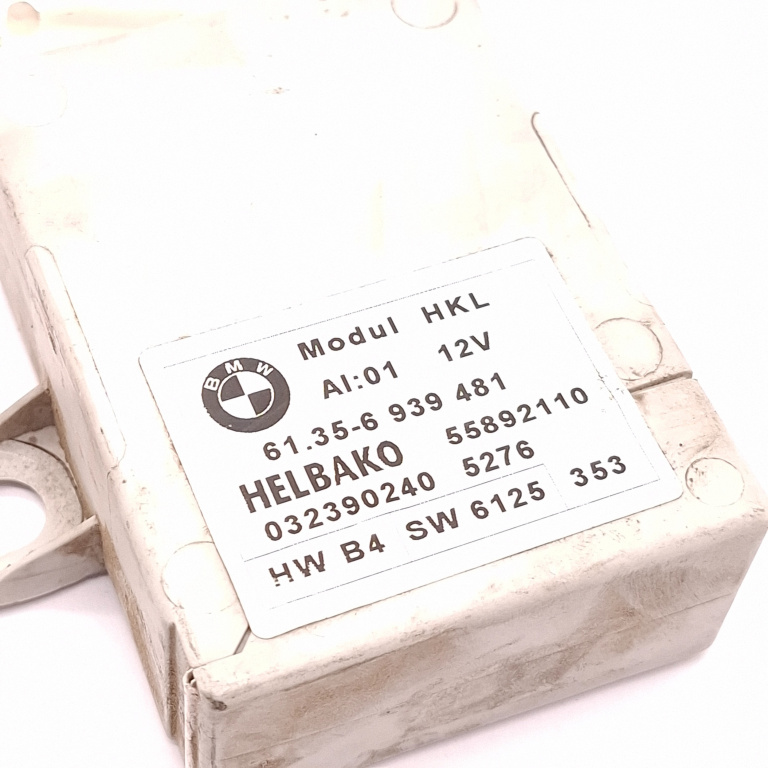 Modul HKL
BMW
AI:01 12V
61.35-6 939 481
HELBAKO 55892110
032390240 5276
HW B4 SW 6125 353